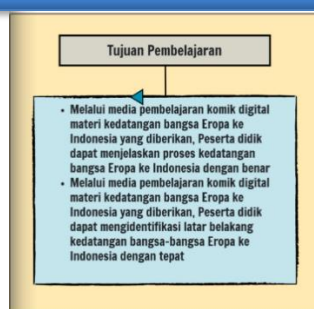 Tujuan Pembelajaran
• Melalui media pembelajaran komik digital
materi kedatangan bangsa Eropa ke
Indonesia yang diberikan, Peserta didik
dapat menjelaskan proses kedatangan
bangsa Eropa ke Indonesia dengan benar
• Melalui media pembelajaran komik digital
materi kedatangan bangsa Eropa ke
Indonesia yang diberikan, Peserta didik
dapat mengidentifikasi latar belakang
kedatangan bangsa-bangsa Eropa ke
Indonesia dengan tepat